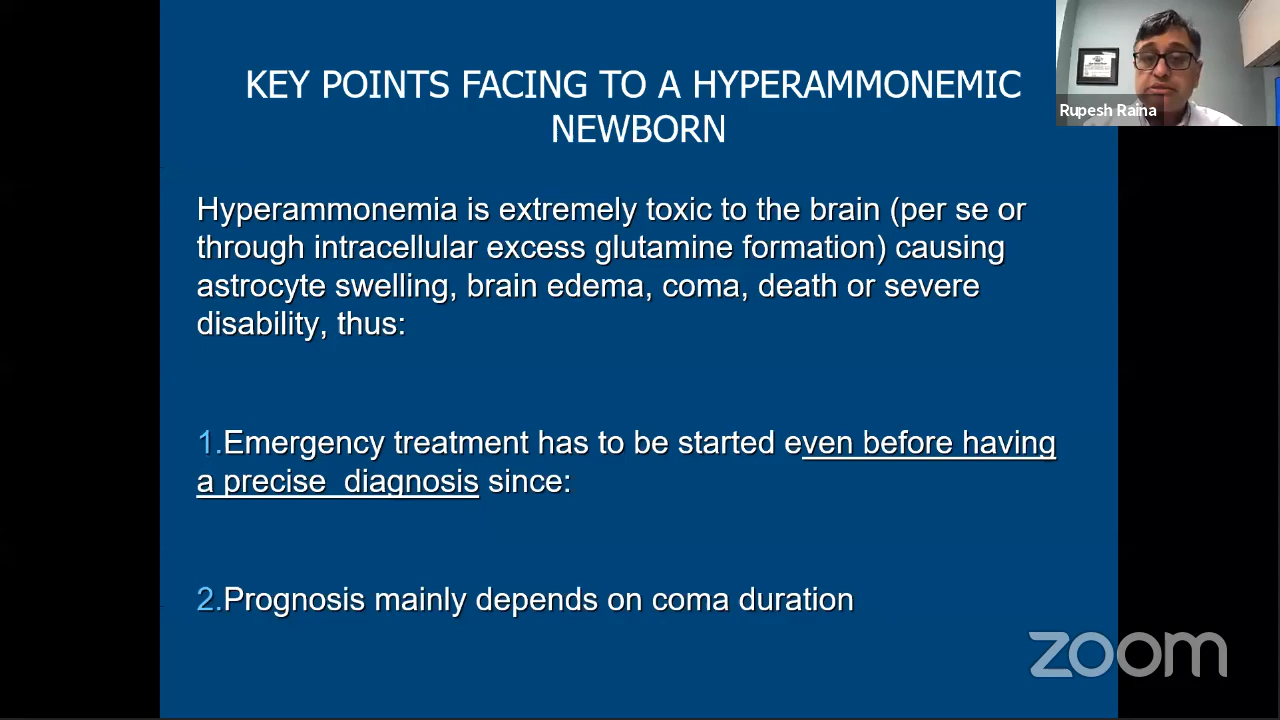 KEY POINTS FACING TO A HYPERAMMONEMIC
NEWBORN
Rupesh Raina
Hyperammonemia is extremely toxic to the brain (per se or
through intracellular excess glutamine formation) causing
astrocyte swelling, brain edema, coma, death or severe
disability, thus:
1.Emergency treatment has to be started even before having
a precise  diagnosis since:
2.Prognosis mainly depends on coma duration
zoom